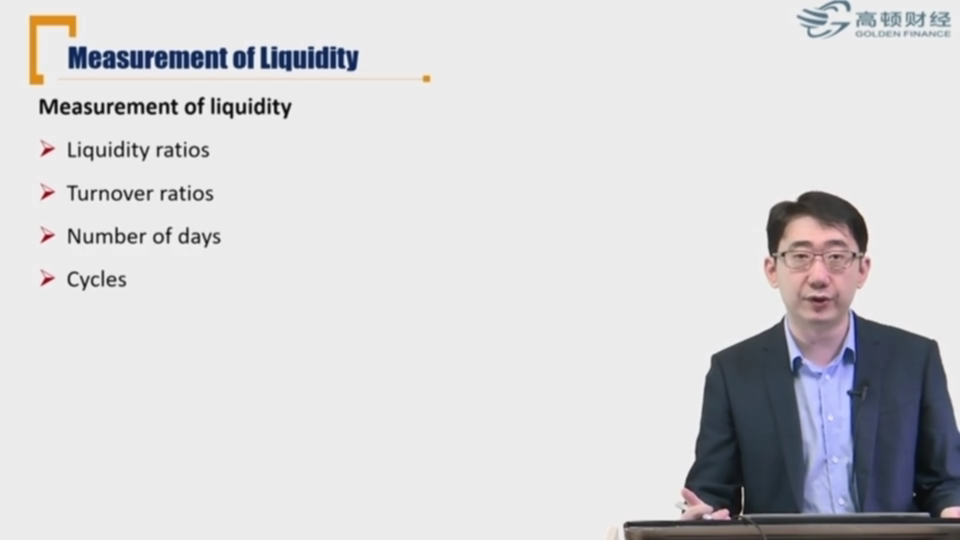 Measurement of Liquidity
高顿财经
GOLDEN FINANCE
Measurement of liquidity
Liquidity ratios
Turnover ratios
Number of days
Cycles